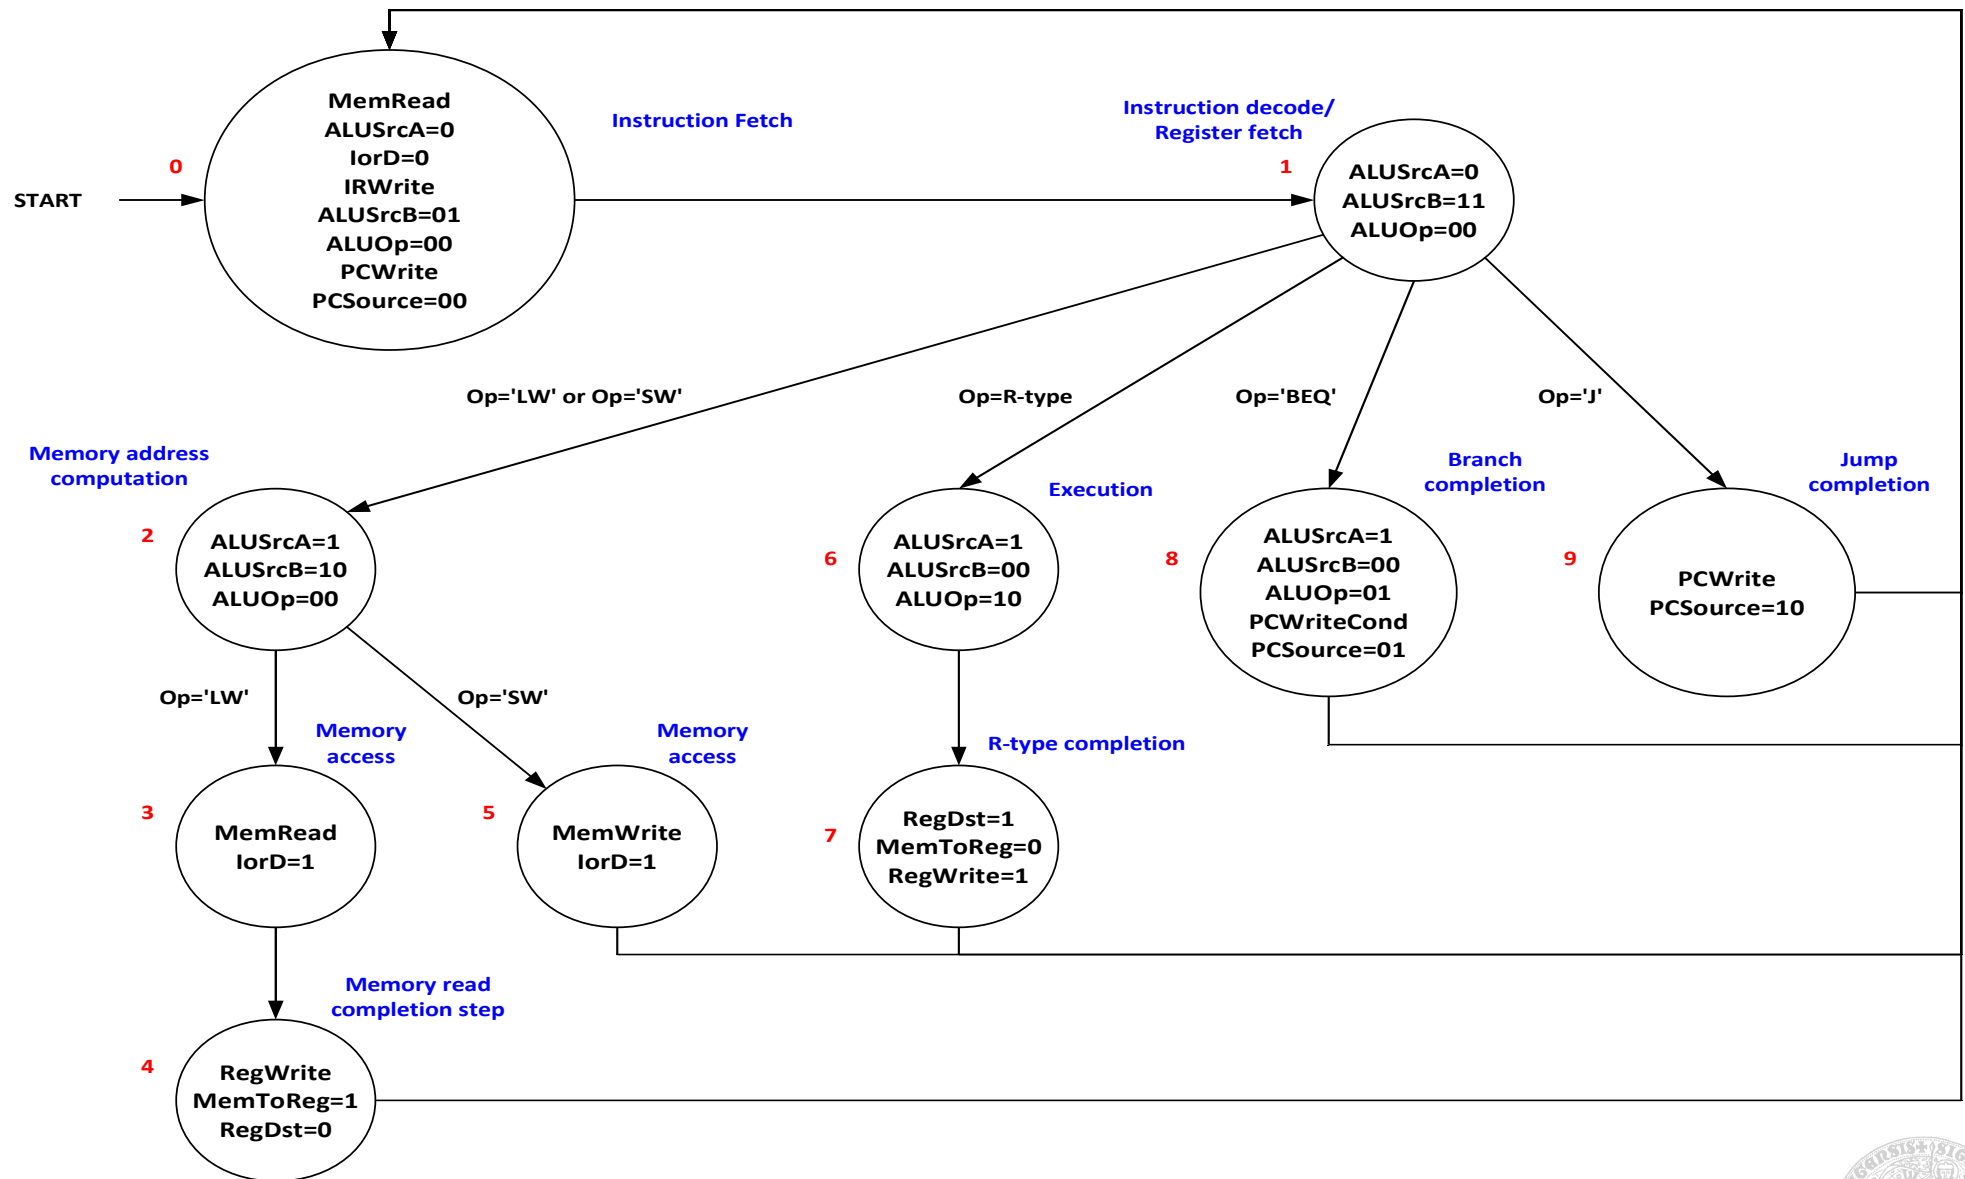 MemRead
ALUSrcA=0
IorD=0
IRWrite
ALUSrcB=01
ALUOp=00
PCWrite
PCSource=00
0
START
Instruction Fetch
Instruction decode/
Register fetch
1
ALUSrcA=0
ALUSrcB=11
ALUOp=00
Op='LW' or Op='SW'
Op=R-type
Op='BEQ'
Op='J'
Memory address
computation
2
ALUSrcA=1
ALUSrcB=10
ALUOp=00
Execution
6
ALUSrcA=1
ALUSrcB=00
ALUOp=10
Branch
completion
8
ALUSrcA=1
ALUSrcB=00
ALUOp=01
PCWriteCond
PCSource=01
Jump
completion
9
PCWrite
PCSource=10
Op='LW'
Op='SW'
Memory
access
3
MemRead
IorD=1
Memory
access
5
MemWrite
IorD=1
R-type completion
7
RegDst=1
MemToReg=0
RegWrite=1
Memory read
completion step
4
RegWrite
MemToReg=1
RegDst=0